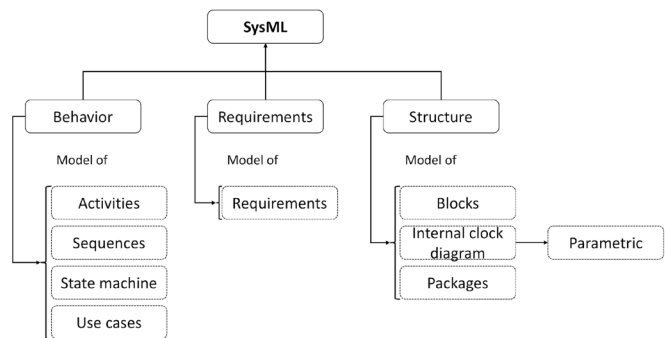 SysML
Behavior
Requirements
Structure
Model of
Model of
Model of
Activities
Sequences
State machine
Use cases
Requirements
Blocks
Internal clock
diagram
Packages
Parametric